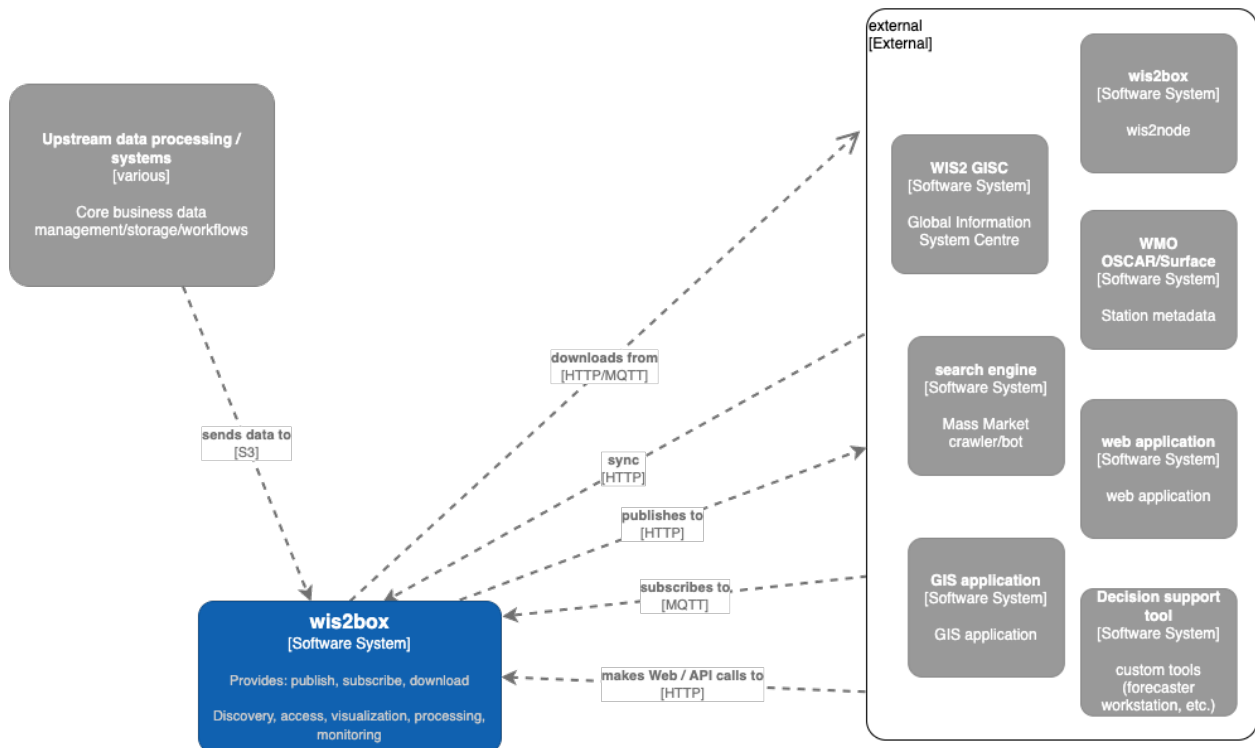 Upstream data processing /
systems
[various]
Core business data
management/storage/workflows
sends data to
[S3]
downloads from
[HTTP/MQTT]
sync
[HTTP]
publishes to
[HTTP]
subscribes to
[MQTT]
makes Web / API calls to
[HTTP]
wis2box
[Software System]
Provides: publish, subscribe, download
Discovery, access, visualization, processing,
monitoring
external
[External]
wis2box
[Software System]
wis2node
WIS2 GISC
[Software System]
Global Information
System Centre
WMO
OSCAR/Surface
[Software System]
Station metadata
search engine
[Software System]
Mass Market
crawler/bot
web application
[Software System]
web application
GIS application
[Software System]
GIS application
Decision support
tool
[Software System]
custom tools
(forecaster
workstation, etc.)